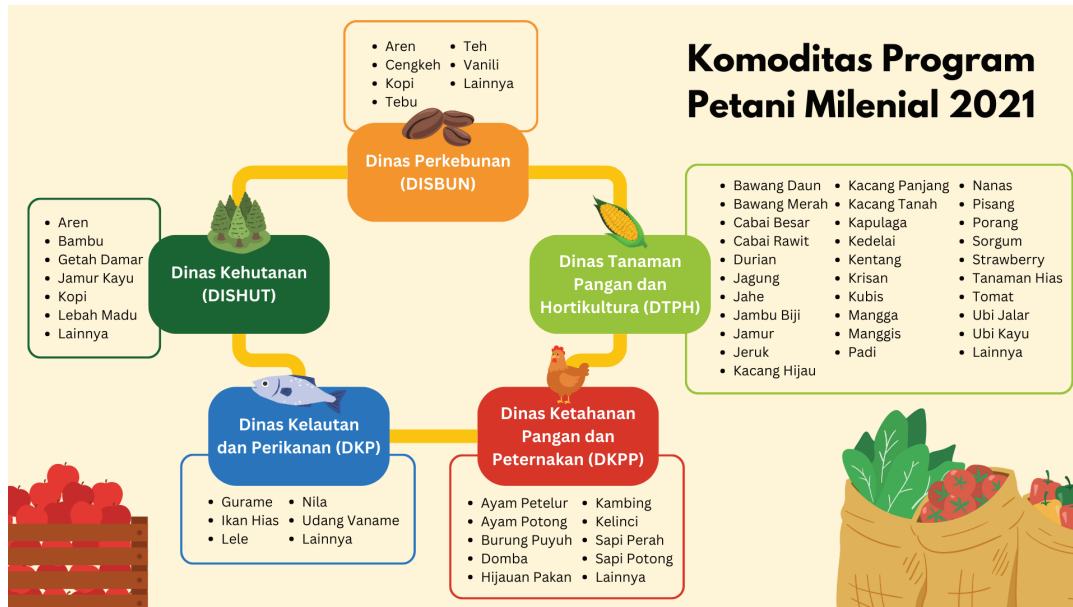 Komoditas Program
Petani Milenial 2021
Aren
Cengkeh
Kopi
Tebu
Teh
Vanili
Lainnya
Dinas Perkebunan
(DISBUN)
Bawang Daun
Bawang Merah
Cabai Besar
Cabai Rawit
Durian
Jagung
Jahe
Jambu Biji
Jamur
Jeruk
Kacang Hijau
Kacang Panjang
Kacang Tanah
Kapulaga
Kedelai
Kentang
Krisan
Kubis
Mangga
Manggis
Padi
Nanas
Pisang
Porang
Sorgum
Strawberry
Tanaman Hias
Tomat
Ubi Jalar
Ubi Kayu
Lainnya
Dinas Tanaman
Pangan dan
Hortikultura (DTPH)
Aren
Bambu
Getah Damar
Jamur Kayu
Kopi
Lebah Madu
Lainnya
Dinas Kehutanan
(DISHUT)
Dinas Kelautan
dan Perikanan (DKP)
Gurame
Ikan Hias
Lele
Nila
Udang Vaname
Lainnya
Dinas Ketahanan
Pangan dan
Peternakan (DKPP)
Ayam Petelur
Ayam Potong
Burung Puyuh
Domba
Hijauan Pakan
Kambing
Kelinci
Sapi Perah
Sapi Potong
Lainnya